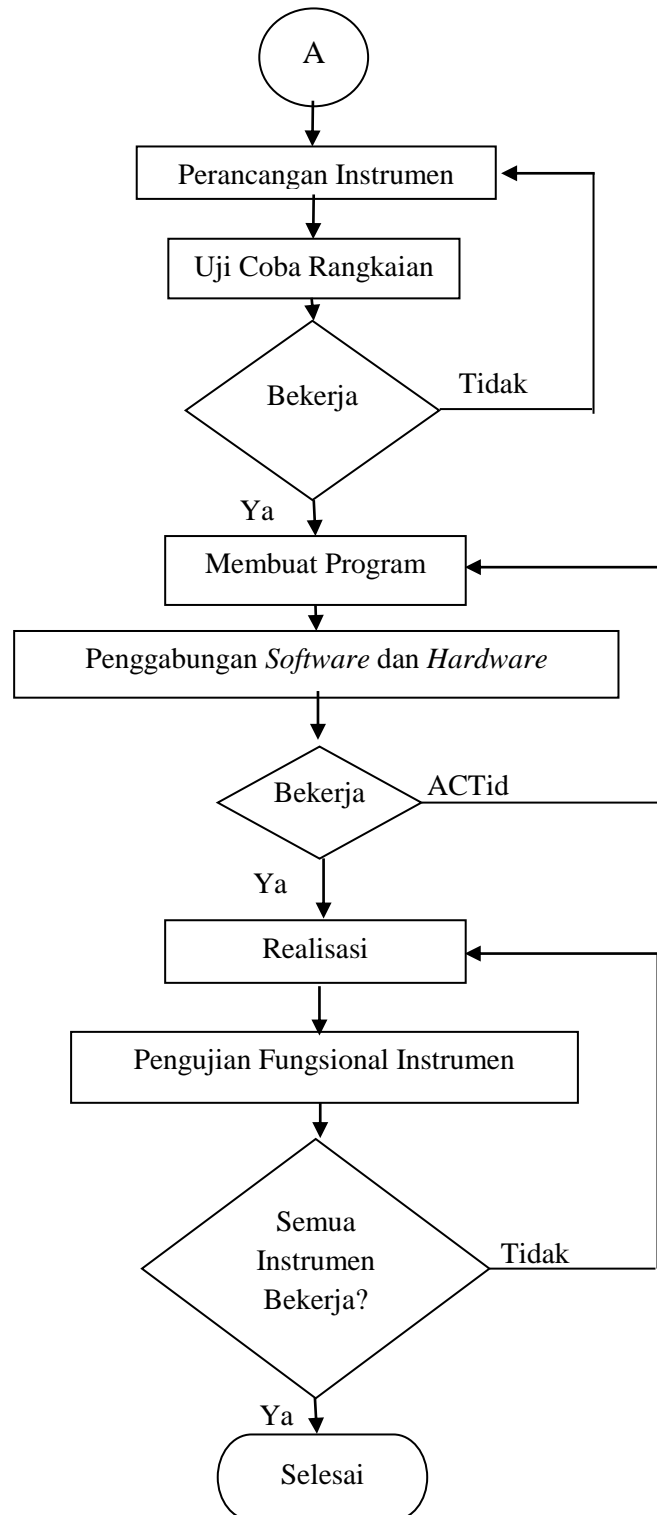 A
Perancangan Instrumen
Uji Coba Rangkaian
Bekerja
Tidak
Ya
Membuat Program
Penggabungan Software dan Hardware
Bekerja
ACTid
Ya
Realisasi
Pengujian Fungsional Instrumen
Semua
Instrumen
Bekerja?
Tidak
Ya
Selesai